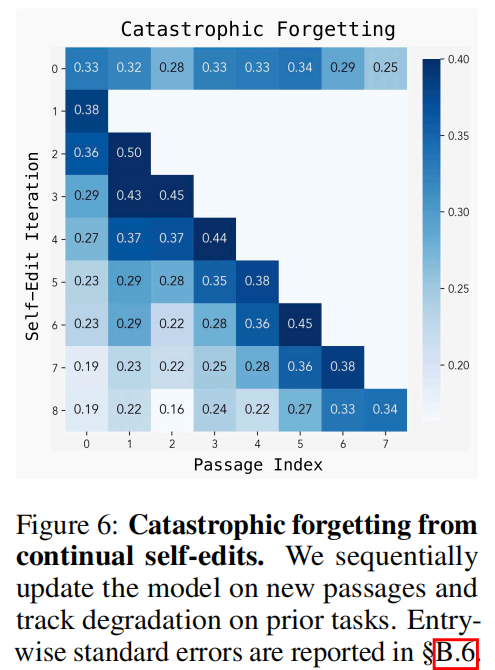 Catastrophic Forgetting
0 0.33 0.32 0.28 0.33 0.33 0.34 0.29 0.25
1 0.38
2 0.36 0.50
3 0.29 0.43 0.45
4 0.27 0.37 0.37 0.44
5 0.23 0.29 0.28 0.35 0.38
6 0.23 0.29 0.22 0.28 0.36 0.45
7 0.19 0.23 0.22 0.25 0.28 0.36 0.38
8 0.19 0.22 0.16 0.24 0.22 0.27 0.33 0.34
0 1 2 3 4 5 6 7
Passage Index
Self-Edit Iteration
0.40
0.35
0.30
0.25
0.20
Figure 6: Catastrophic forgetting from
continual self-edits. We sequentially
update the model on new passages and
track degradation on prior tasks. Entry-
wise standard errors are reported in §B.6.